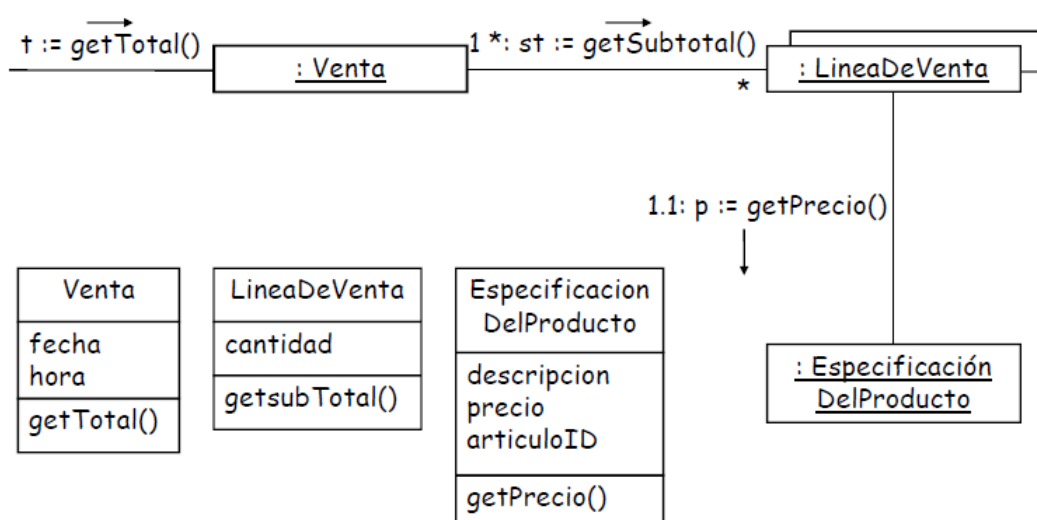 t := getTotal()
: Venta
1 *: st := getSubtotal()
*
: LineaDeVenta
1.1: p := getPrecio()
: Especificación
DelProducto
Venta
fecha
hora
getTotal()
LineaDeVenta
cantidad
getsubTotal()
Especificacion
DelProducto
descripcion
precio
articuloID
getPrecio()